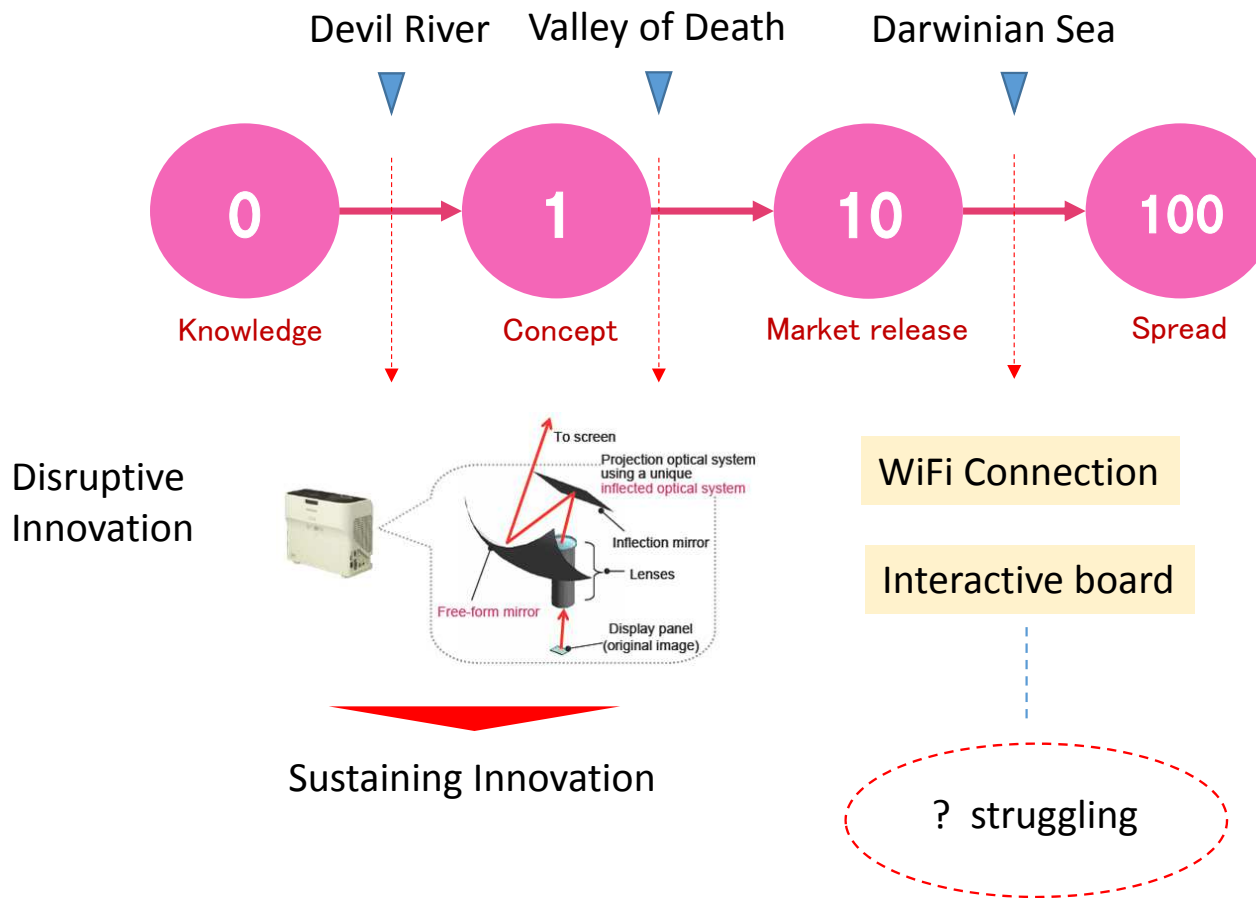 Devil River
Valley of Death
Darwinian Sea
0
1
10
100
Knowledge
Concept
Market release
Spread
Disruptive
Innovation
To screen
Projection optical system
using a unique
inflected optical system
Inflection mirror
Lenses
Free-form mirror
Display panel
(original image)
WiFi Connection
Interactive board
Sustaining Innovation
? struggling